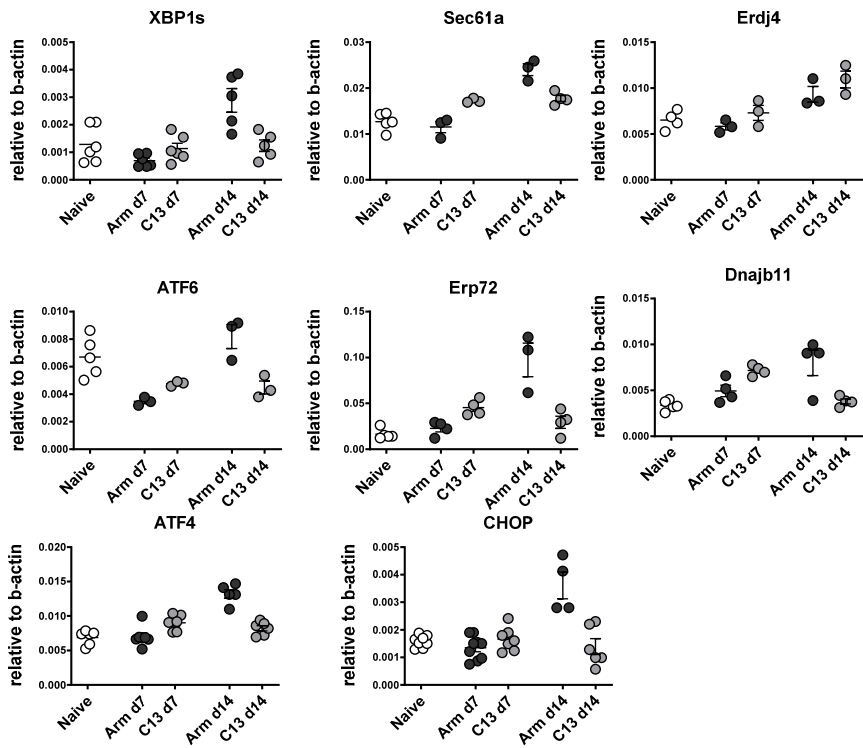 XBP1s
relative to b-actin
0.005
0.004
0.003
0.002
0.001
0.000
Naive
Arm d7
C13 d7
Arm d14
C13 d14
Sec61a
relative to b-actin
0.03
0.02
0.01
0.00
Naive
Arm d7
C13 d7
Arm d14
C13 d14
Erdj4
relative to b-actin
0.015
0.010
0.005
0.000
Naive
Arm d7
C13 d7
Arm d14
C13 d14
ATF6
relative to b-actin
0.010
0.008
0.006
0.004
0.002
0.000
Naive
Arm d7
C13 d7
Arm d14
C13 d14
Erp72
relative to b-actin
0.15
0.10
0.05
0.00
Naive
Arm d7
C13 d7
Arm d14
C13 d14
Dnajb11
relative to b-actin
0.015
0.010
0.005
0.000
Naive
Arm d7
C13 d7
Arm d14
C13 d14
ATF4
relative to b-actin
0.020
0.015
0.010
0.005
0.000
Naive
Arm d7
C13 d7
Arm d14
C13 d14
CHOP
relative to b-actin
0.005
0.004
0.003
0.002
0.001
0.000
Naive
Arm d7
C13 d7
Arm d14
C13 d14